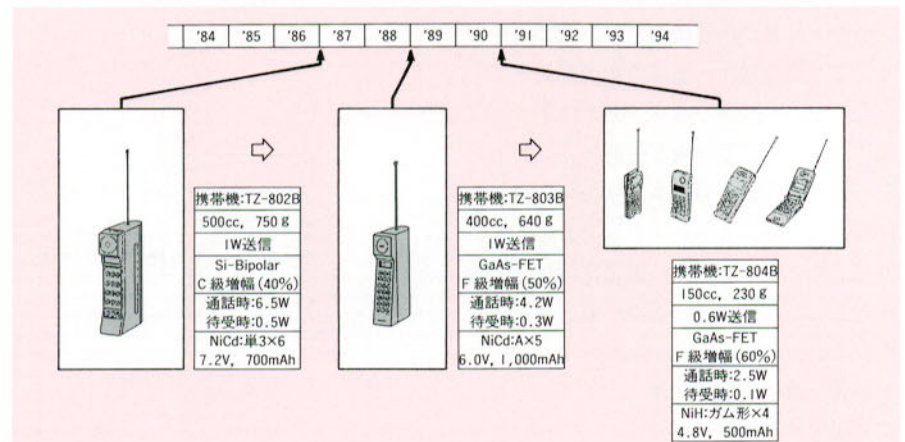 '84 '85 '86 '87 '88 '89 '90 '91 '92 '93 '94
携帯機:TZ-802B
500cc, 750g
1W送信
Si-Bipolar
C級増幅(40%)
通話時:6.5W
待受時:0.5W
NiCd:単3×6
7.2V, 700mAh
携帯機:TZ-803B
400cc, 640g
1W送信
GaAs-FET
F級増幅(50%)
通話時:4.2W
待受時:0.3W
NiCd:A×5
6.0V, 1,000mAh
携帯機:TZ-804B
150cc, 230g
0.6W送信
GaAs-FET
F級増幅(60%)
通話時:2.5W
待受時:0.1W
NiH:ガム形×4
4.8V, 500mAh